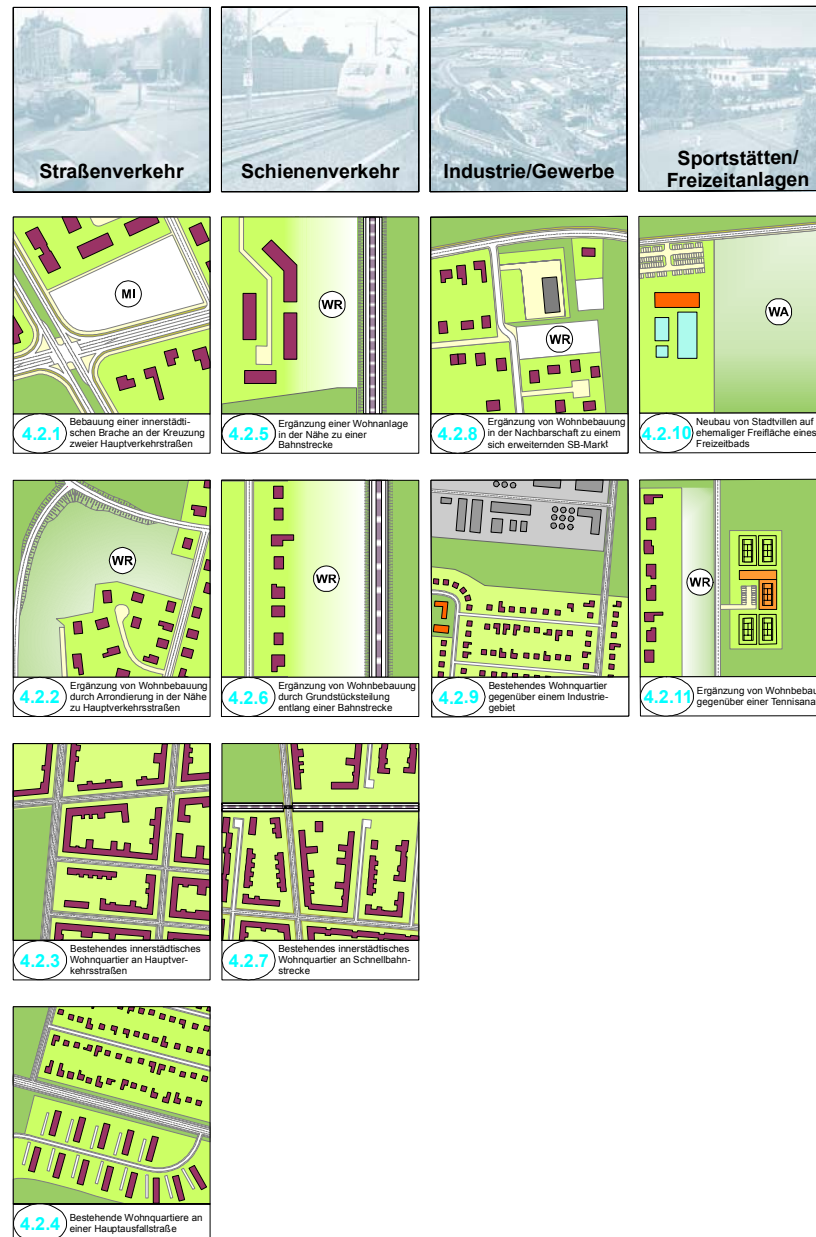 Straßenverkehr
Schienenverkehr
Industrie/Gewerbe
Sportstätten/
Freizeitanlagen
MI
4.2.1
Bebauung einer innerstädti-
schen Brache an der Kreuzung
zweier Hauptverkehrstraßen
WR
4.2.5
Ergänzung einer Wohnanlage
in der Nähe zu einer
Bahnstrecke
WR
4.2.8
Ergänzung von Wohnbebauung
in der Nachbarschaft zu einem
sich erweiternden SB-Markt
WA
4.2.10
Neubau von Stadtvillen auf
ehemaliger Freifläche eines
Freizeitbads
WR
4.2.2
Ergänzung von Wohnbebauung
durch Arrondierung in der Nähe
zu Hauptverkehrsstraßen
WR
4.2.6
Ergänzung von Wohnbebauung
durch Grundstücksteilung
entlang einer Bahnstrecke
4.2.9
Bestehendes Wohnquartier
gegenüber einem Industrie-
gebiet
WR
4.2.11
Ergänzung von Wohnbebau
gegenüber einer Tennisana
4.2.3
Bestehendes innerstädtisches
Wohnquartier an Hauptver-
kehrsstraßen
4.2.7
Bestehendes innerstädtisches
Wohnquartier an Schnellbahn-
strecke
4.2.4
Bestehende Wohnquartiere an
einer Hauptausfallstraße